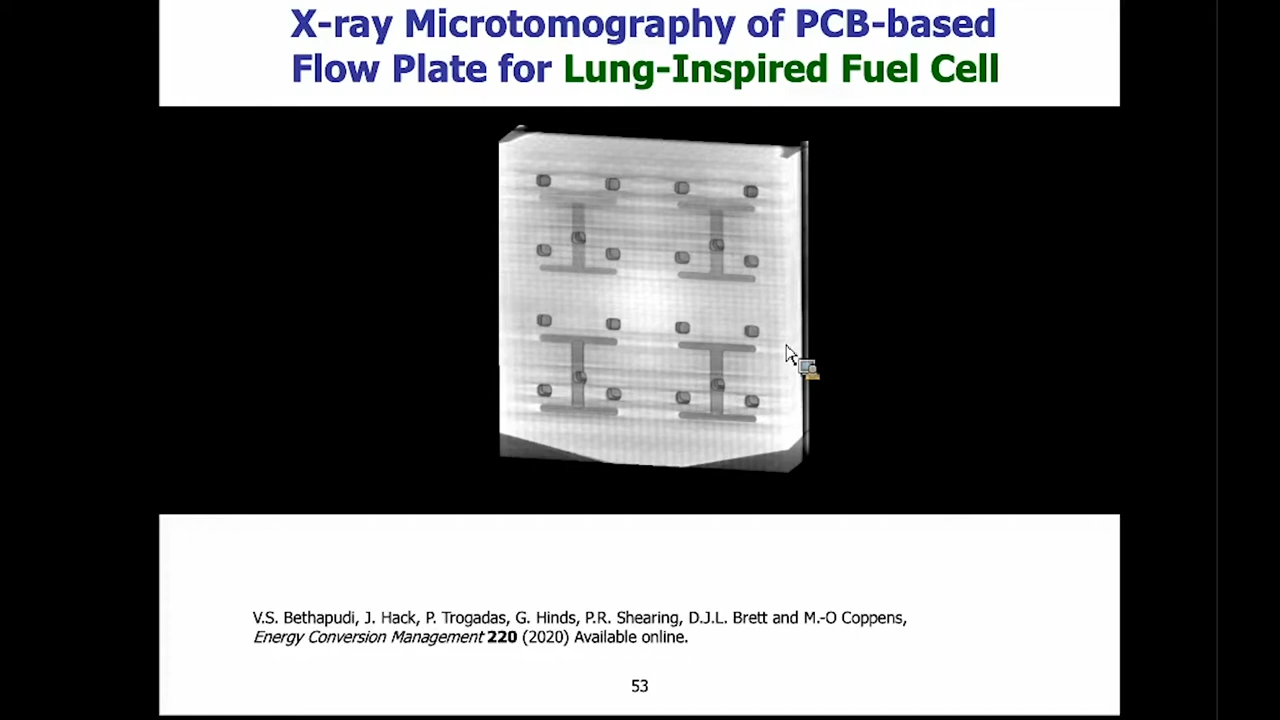 X-ray Microtomography of PCB-based
Flow Plate for Lung-Inspired Fuel Cell
V.S. Bethapudi, J. Hack, P. Trogadas, G. Hinds, P.R. Shearing, D.J.L. Brett and M.-O Coppens,
Energy Conversion Management 220 (2020) Available online.
53